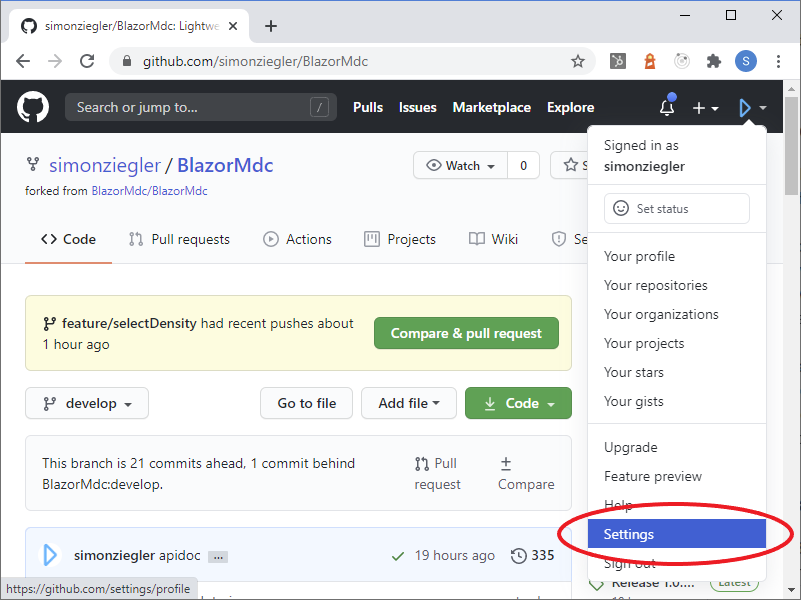 simonziegler/BlazorMdc: Lightwe
github.com/simonziegler/BlazorMdc
S
Search or jump to...
/
Pulls
Issues
Marketplace
Explore
Signed in as
simonziegler
Set status
Your profile
Your repositories
Your organizations
Your projects
Your stars
Your gists
Upgrade
Feature preview
Help
Settings
Sign out
simonziegler / BlazorMdc
forked from BlazorMdc/BlazorMdc
Watch
0
S
Code
Pull requests
Actions
Projects
Wiki
Se
feature/selectDensity had recent pushes about
1 hour ago
Compare & pull request
develop
Go to file
Add file
Code
This branch is 21 commits ahead, 1 commit behind
BlazorMdc:develop.
Pull
request
Compare
simonziegler apidoc ...
19 hours ago
335
Release 1.0....
Latest
https://github.com/settings/profile